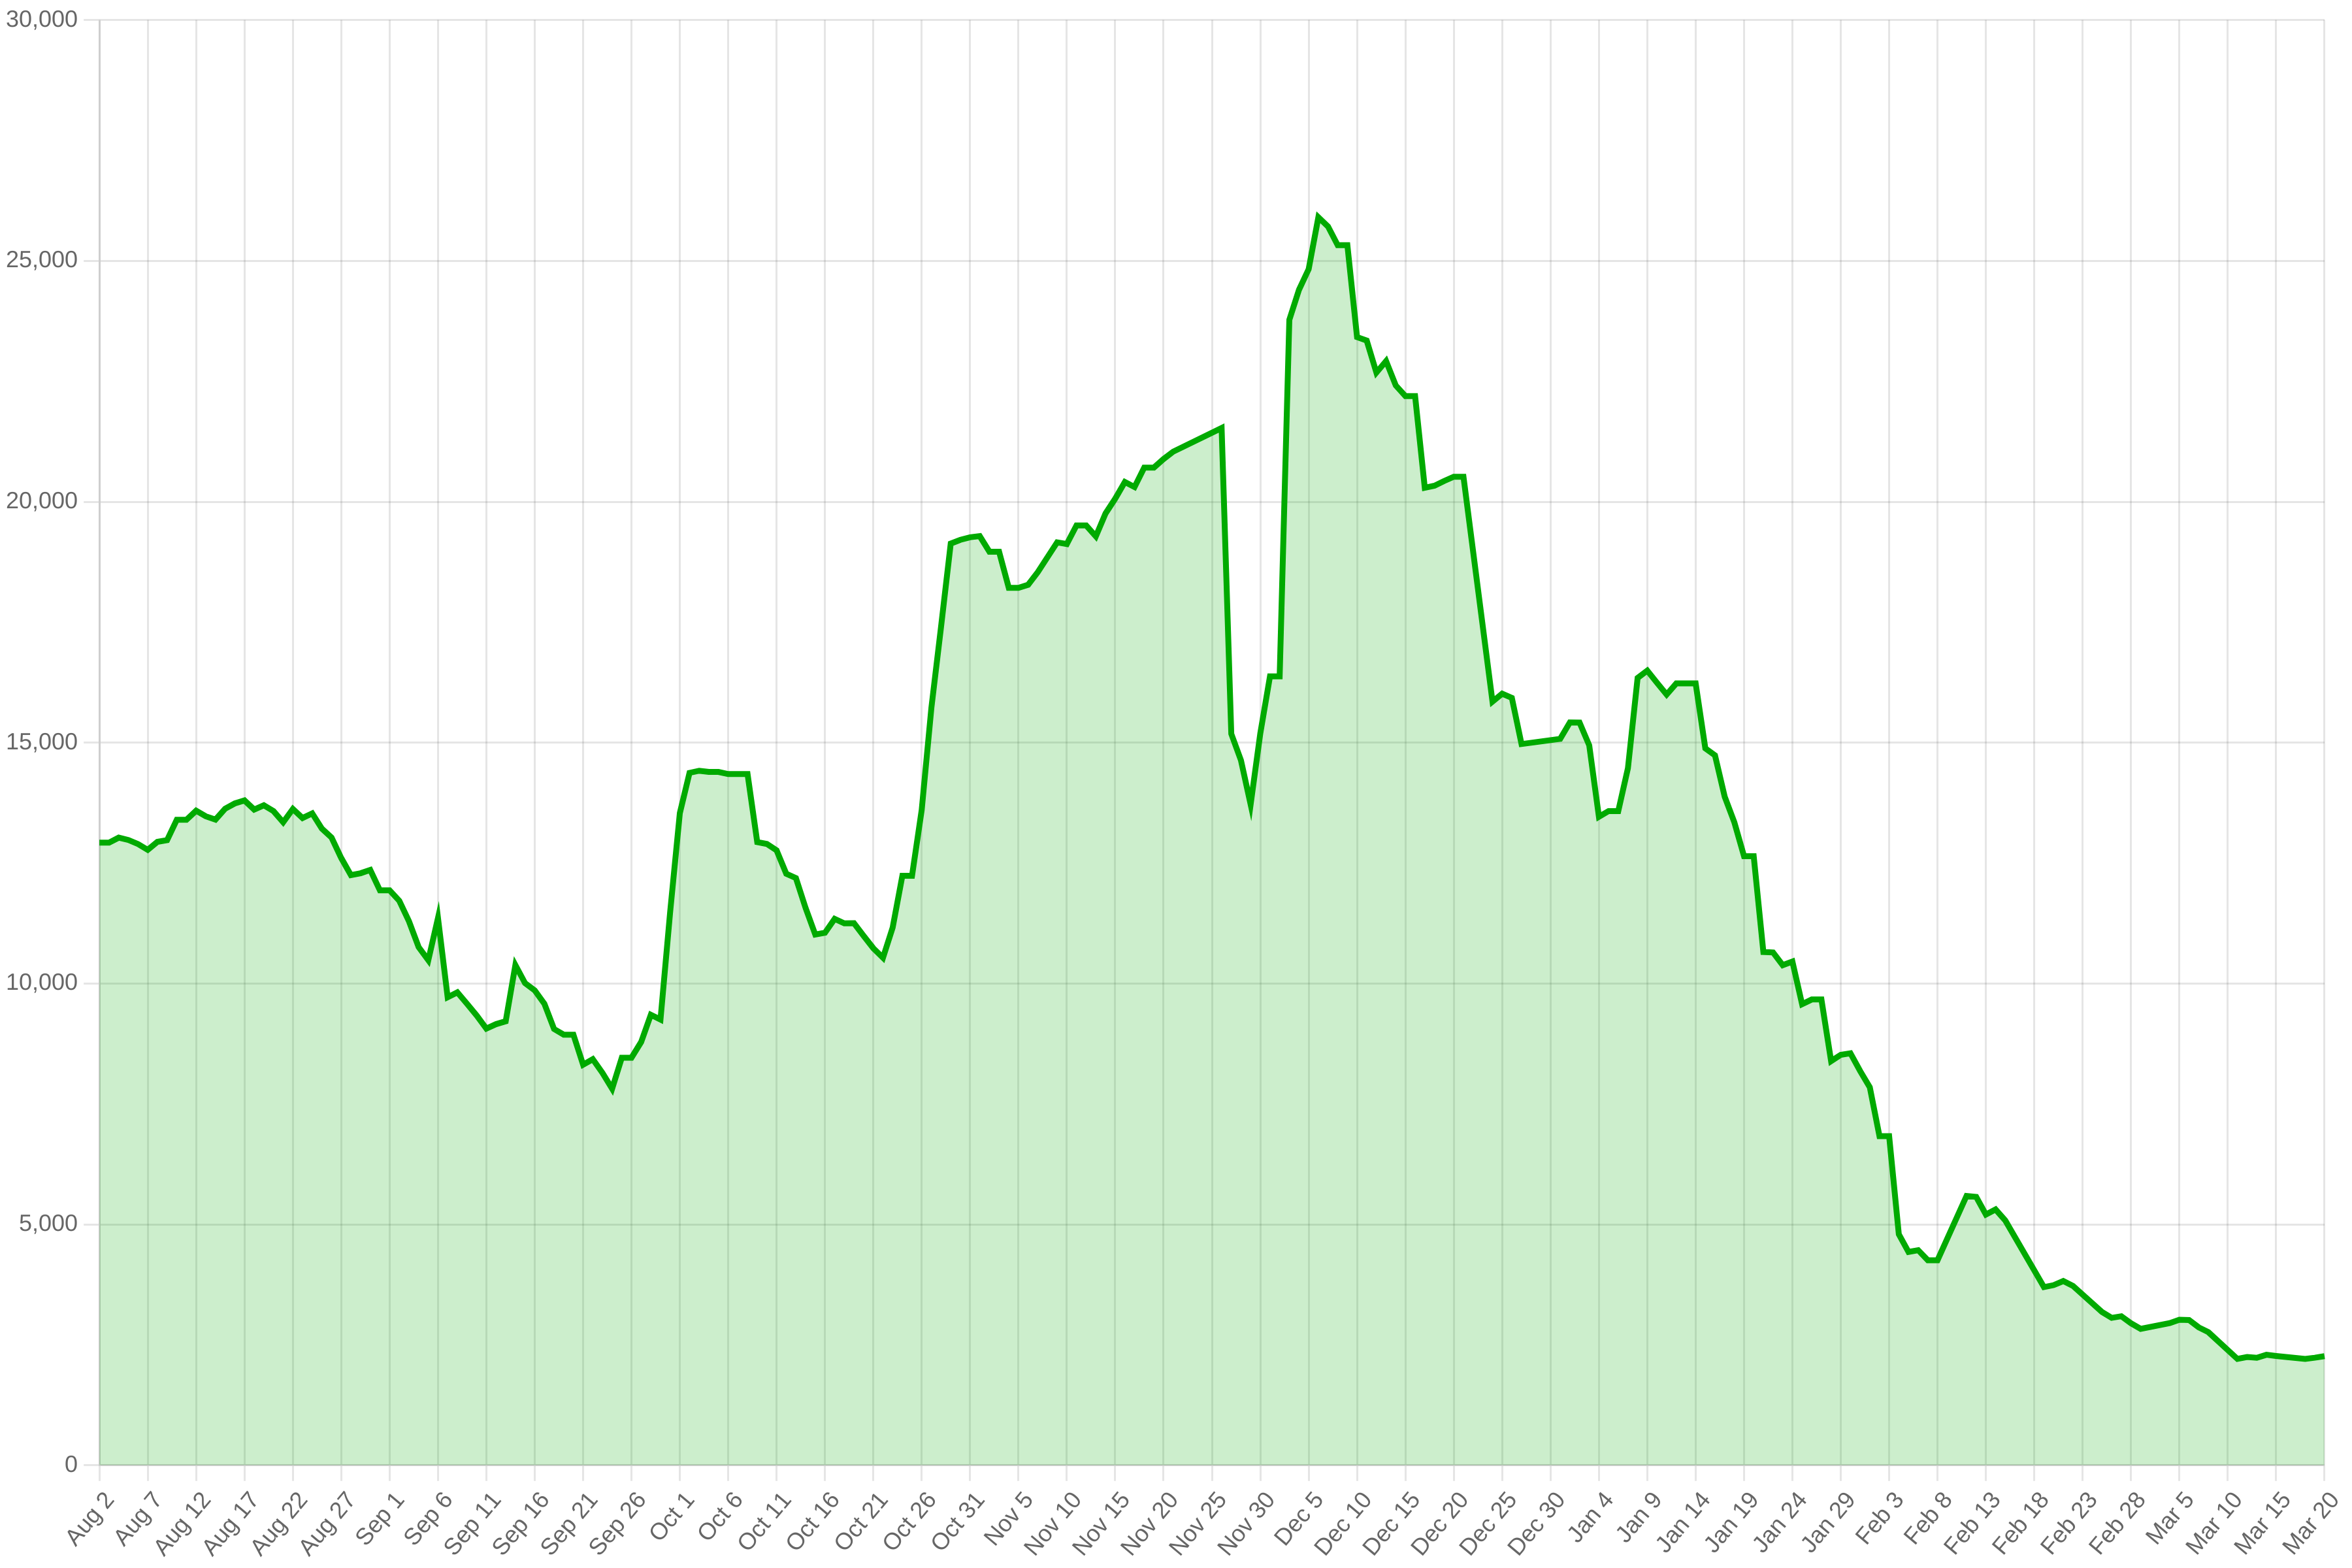 30,000
25,000
20,000
15,000
10,000
5,000
0
Aug 2
Aug 7
Aug 12
Aug 17
Aug 22
Aug 27
Sep 1
Sep 6
Sep 11
Sep 16
Sep 21
Sep 26
Oct 1
Oct 6
Oct 11
Oct 16
Oct 21
Oct 26
Oct 31
Nov 5
Nov 10
Nov 15
Nov 20
Nov 25
Nov 30
Dec 5
Dec 10
Dec 15
Dec 20
Dec 25
Dec 30
Jan 4
Jan 9
Jan 14
Jan 19
Jan 24
Jan 29
Feb 3
Feb 8
Feb 13
Feb 18
Feb 23
Feb 28
Mar 5
Mar 10
Mar 15
Mar 20